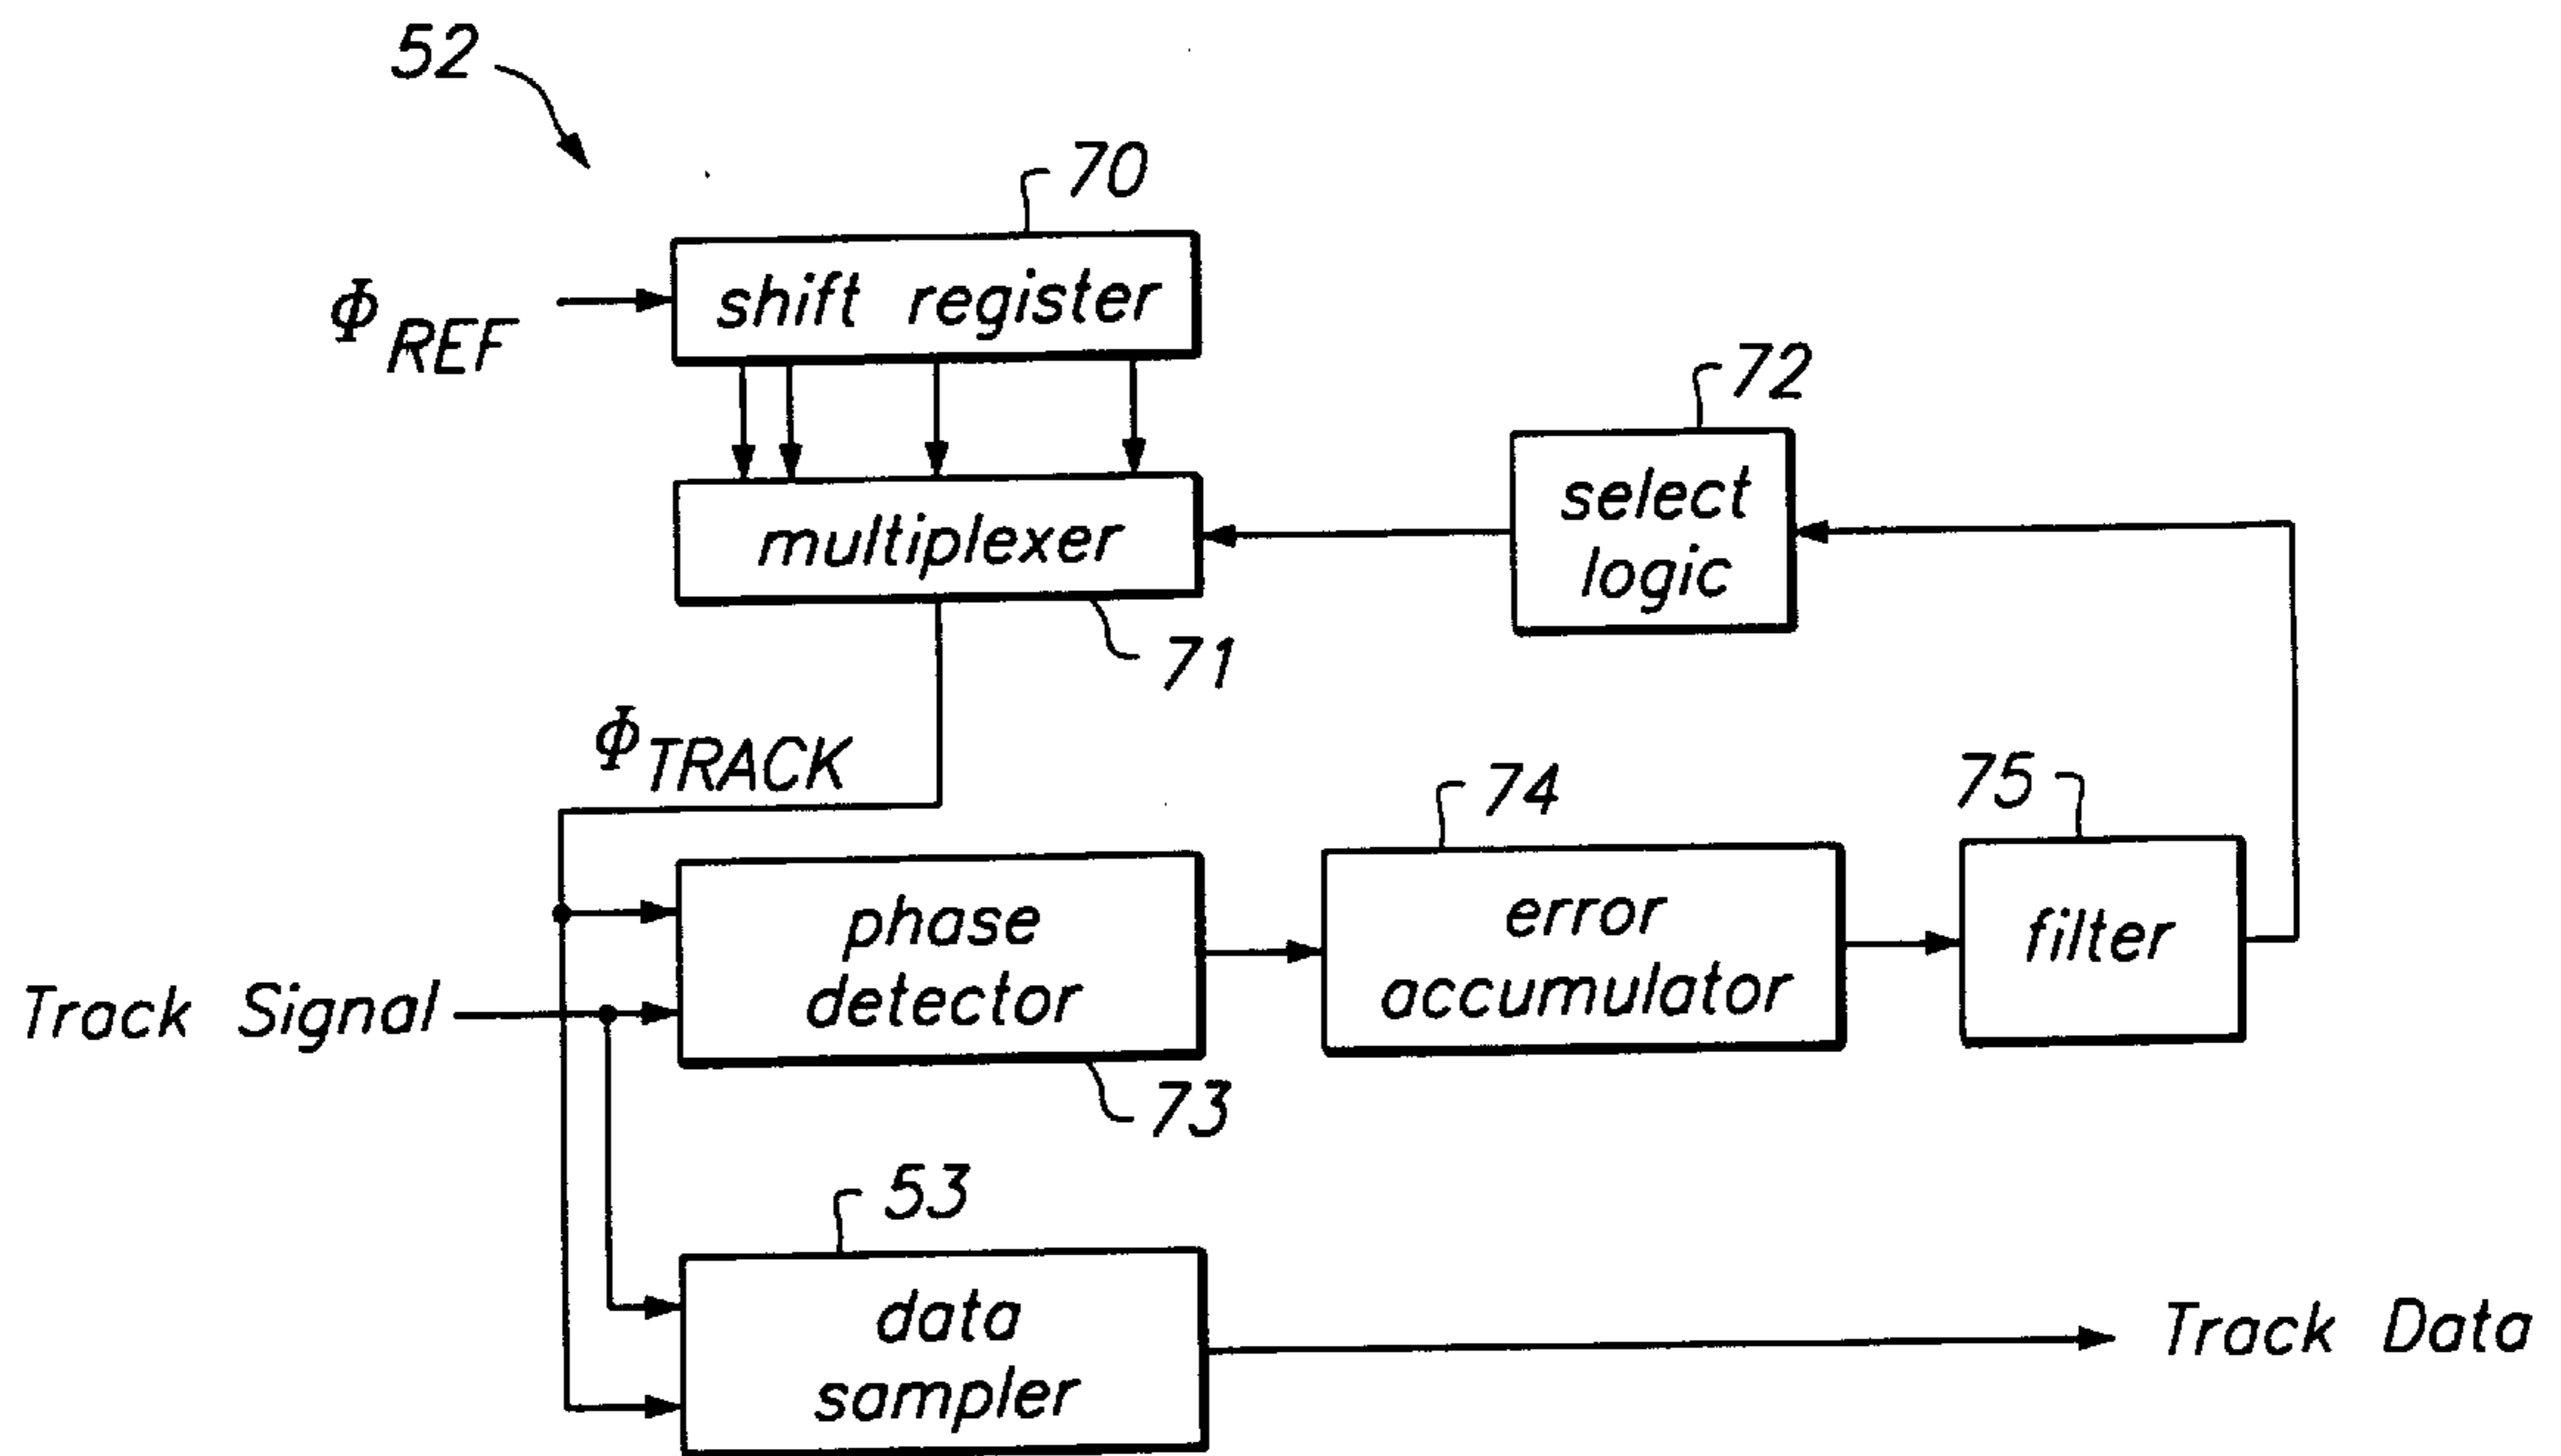 52
70
Φ REF
shift register
72
multiplexer
select
logic
71
Φ TRACK
74
75
phase
detector
error
accumulator
filter
Track Signal
73
53
data
sampler
Track Data